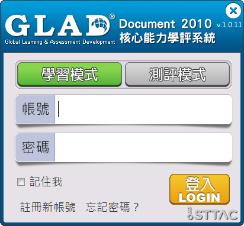 GLAD® Document 2010 v.1.0.11
Global Learning & Assessment Development 核心能力學評系統
學習模式 測評模式
帳號
密碼
記住我
登入
LOGIN
註冊新帳號 忘記密碼？
iSTTAC